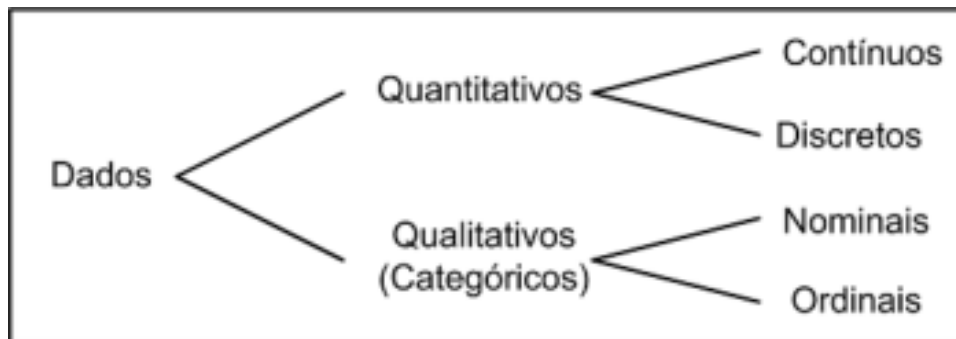 Dados
Quantitativos
Contínuos
Discretos
Qualitativos
(Categóricos)
Nominais
Ordinais